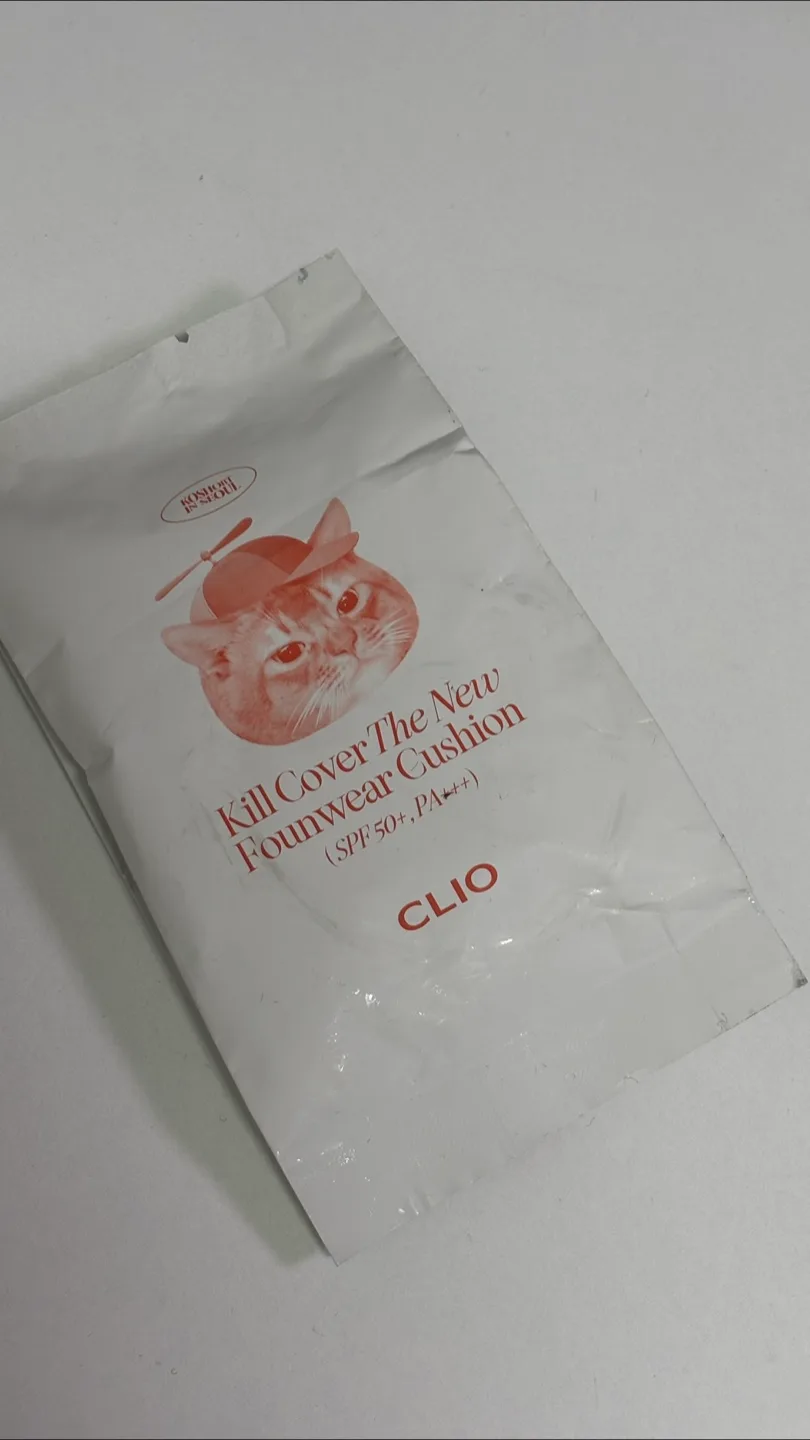 KOSHORT
IN SEOUL
Kill Cover The New
Founwear Cushion
(SPF 50+, PA+++)
CLIO